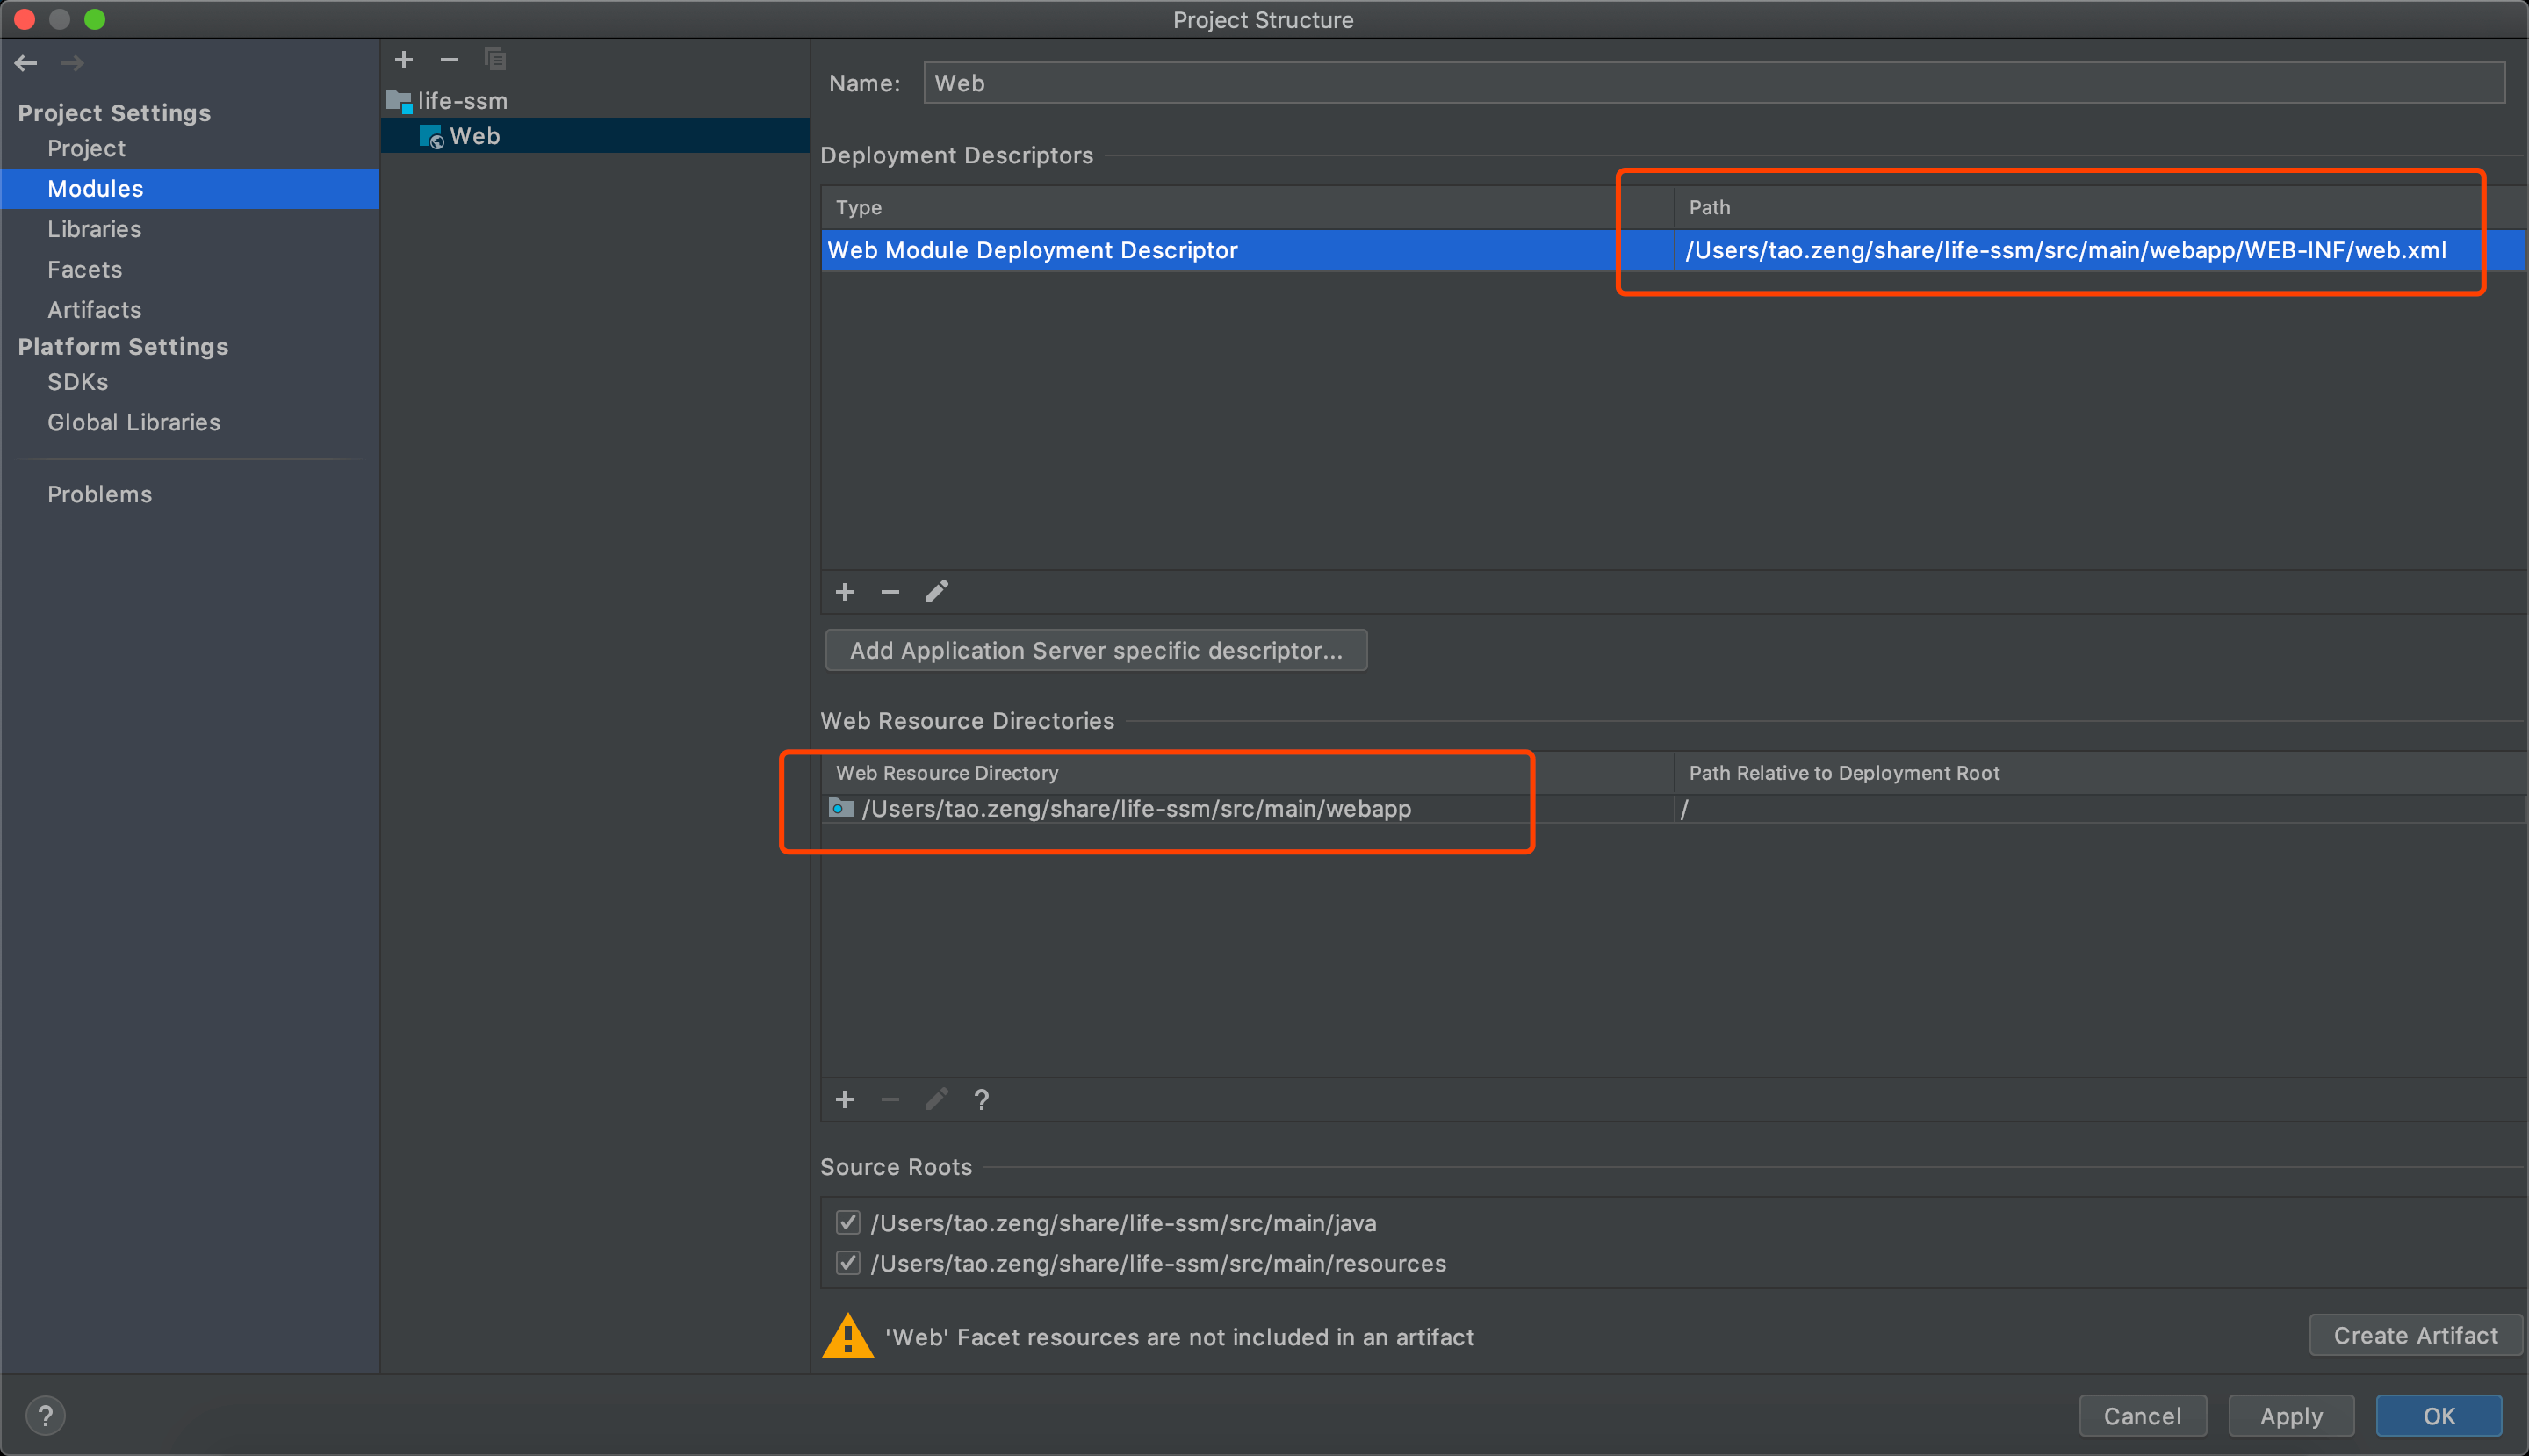 Project Structure
Project Settings
Project
Modules
Libraries
Facets
Artifacts
Platform Settings
SDKs
Global Libraries
Problems
life-ssm
Web
Name: Web
Deployment Descriptors
Type Path
Web Module Deployment Descriptor /Users/tao.zeng/share/life-ssm/src/main/webapp/WEB-INF/web.xml
Add Application Server specific descriptor...
Web Resource Directories
Web Resource Directory Path Relative to Deployment Root
/Users/tao.zeng/share/life-ssm/src/main/webapp /
?
Source Roots
/Users/tao.zeng/share/life-ssm/src/main/java
/Users/tao.zeng/share/life-ssm/src/main/resources
'Web' Facet resources are not included in an artifact Create Artifact
? Cancel Apply OK